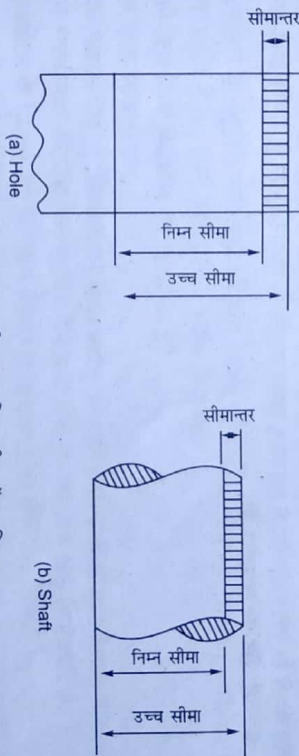 सीमान्तर
निम्न सीमा
उच्च सीमा
(a) Hole
सीमान्तर
निम्न सीमा
उच्च सीमा
(b) Shaft